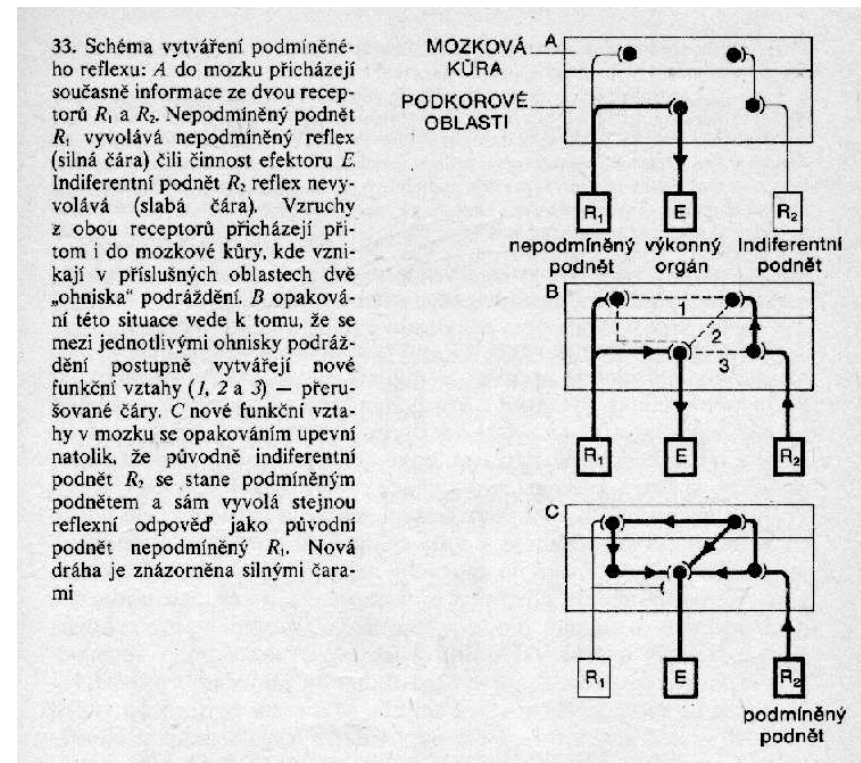 33. Schéma vytváření podmíněné-
ho reflexu: A do mozku přicházejí
současně informace ze dvou recep-
torů R₁ a R₂. Nepodmíněný podnět
R₁ vyvolává nepodmíněný reflex
(silná čára) čili činnost efektoru E.
Indiferentní podnět R₂ reflex nevy-
volává (slabá čára). Vzruchy
z obou receptorů přicházejí při-
tom i do mozkové kůry, kde vzni-
kají v příslušných oblastech dvě
„ohniska“ podráždění. B opaková-
ní této situace vede k tomu, že se
mezi jednotlivými ohnisky podráž-
dění postupně vytvářejí nové
funkční vztahy (1, 2 a 3) — přeru-
šované čáry. C nové funkční vzta-
hy v mozku se opakováním upevní
natolik, že původně indiferentní
podnět R₂ se stane podmíněným
podnětem a sám vyvolá stejnou
reflexní odpověď jako původní
podnět nepodmíněný R₁. Nová
dráha je znázorněna silnými čara-
mi
A
MOZKOVÁ
KŮRA
PODKOROVÉ
OBLASTI
R₁ E R₂
nepodmíněný výkonný Indiferentní
podnět orgán podnět
B
1
2
3
R₁ E R₂
C
R₁ E R₂
podmíněný
podnět